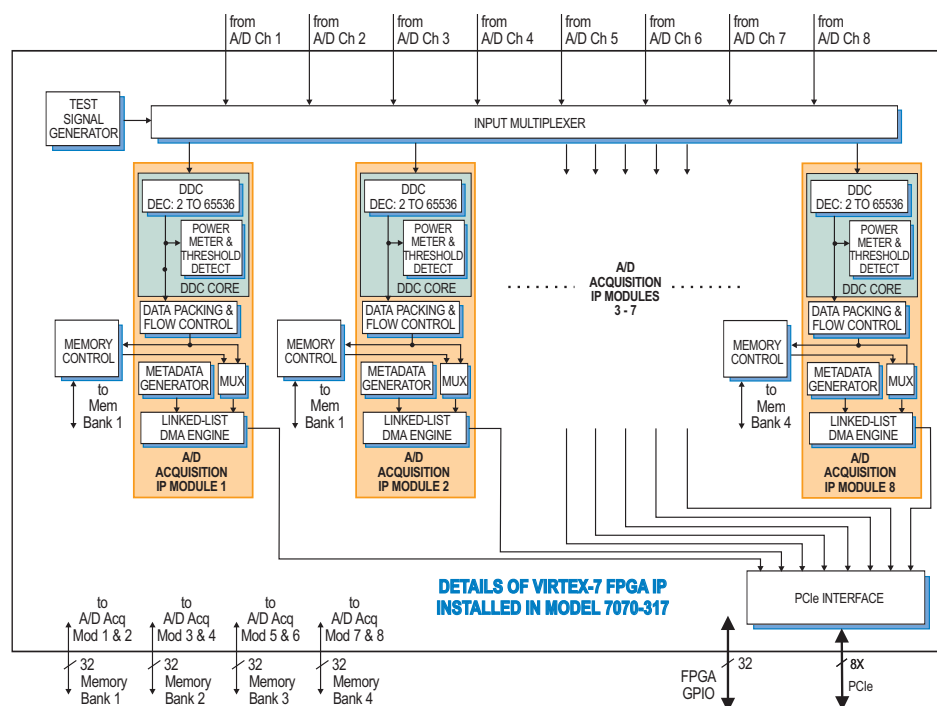 from
A/D Ch 1
from
A/D Ch 2
from
A/D Ch 3
from
A/D Ch 4
from
A/D Ch 5
from
A/D Ch 6
from
A/D Ch 7
from
A/D Ch 8
TEST
SIGNAL
GENERATOR
INPUT MULTIPLEXER
DDC
DEC: 2 TO 65536
POWER
METER &
THRESHOLD
DETECT
DDC CORE
DATA PACKING &
FLOW CONTROL
MEMORY
CONTROL
METADATA
GENERATOR
MUX
to
Mem
Bank 1
LINKED-LIST
DMA ENGINE
A/D
ACQUISITION
IP MODULE 1
DDC
DEC: 2 TO 65536
POWER
METER &
THRESHOLD
DETECT
DDC CORE
DATA PACKING &
FLOW CONTROL
MEMORY
CONTROL
METADATA
GENERATOR
MUX
to
Mem
Bank 1
LINKED-LIST
DMA ENGINE
A/D
ACQUISITION
IP MODULE 2
A/D
ACQUISITION
IP MODULES
3 - 7
DDC
DEC: 2 TO 65536
POWER
METER &
THRESHOLD
DETECT
DDC CORE
DATA PACKING &
FLOW CONTROL
MEMORY
CONTROL
METADATA
GENERATOR
MUX
to
Mem
Bank 4
LINKED-LIST
DMA ENGINE
A/D
ACQUISITION
IP MODULE 8
DETAILS OF VIRTEX-7 FPGA IP
INSTALLED IN MODEL 7070-317
PCIe INTERFACE
to
A/D Acq
Mod 1 & 2
to
A/D Acq
Mod 3 & 4
to
A/D Acq
Mod 5 & 6
to
A/D Acq
Mod 7 & 8
32
Memory
Bank 1
32
Memory
Bank 2
32
Memory
Bank 3
32
Memory
Bank 4
32
FPGA
GPIO
8X
PCIe